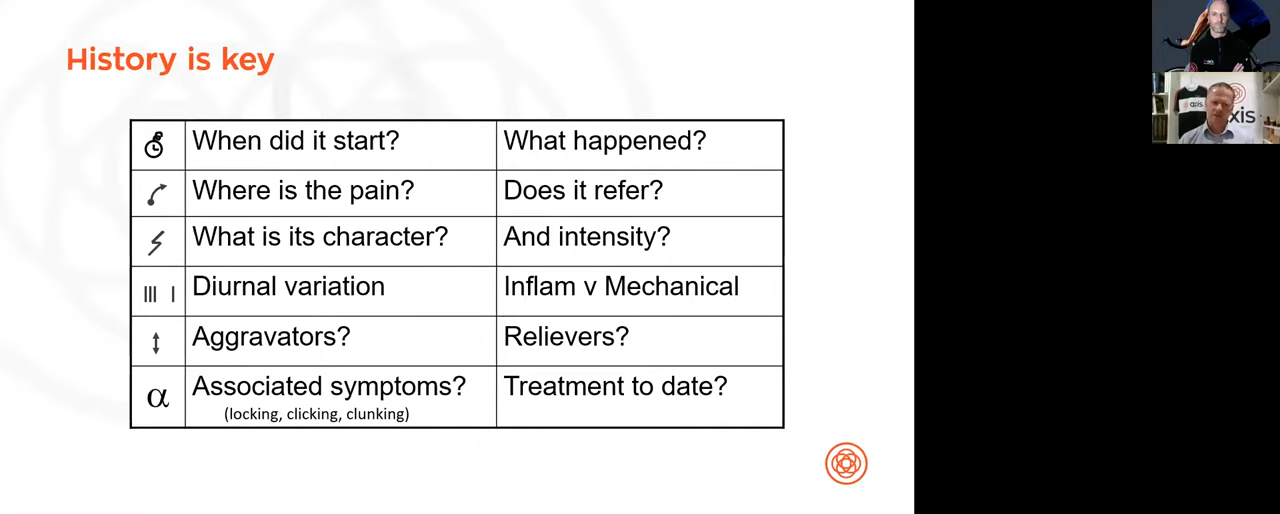 History is key
When did it start? What happened?
Where is the pain? Does it refer?
What is its character? And intensity?
Diurnal variation Inflam v Mechanical
Aggravators? Relievers?
α Associated symptoms? Treatment to date?
(locking, clicking, clunking)
axis
xis